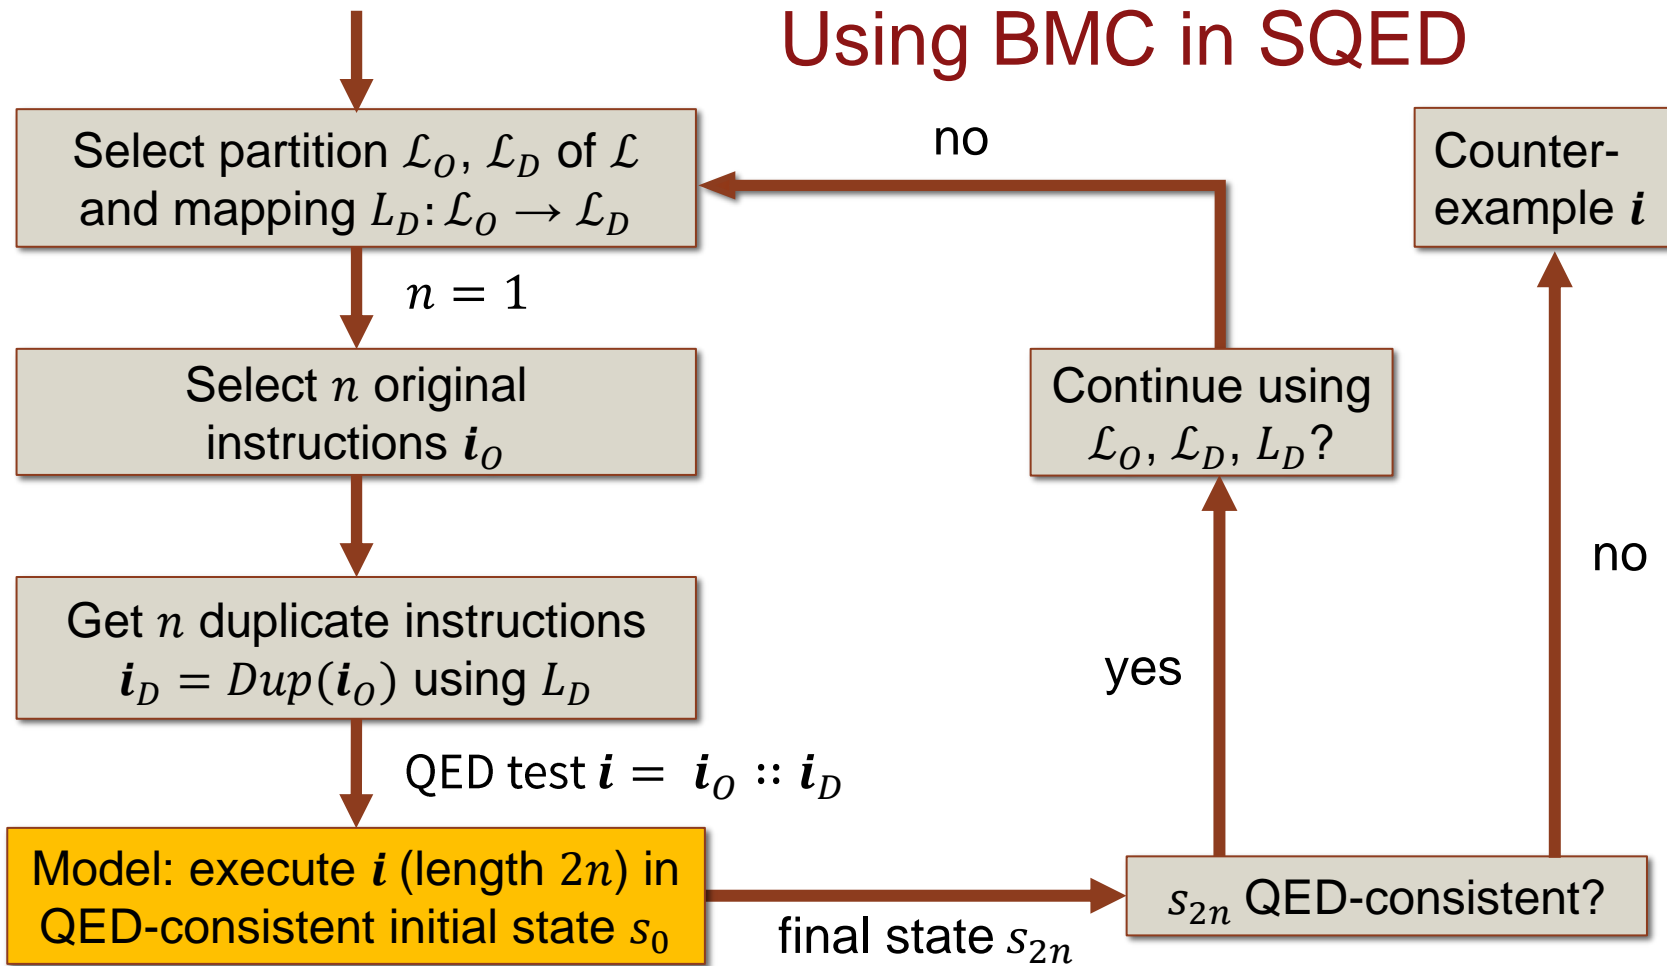 Using BMC in SQED
Select partition ℒ_O, ℒ_D of ℒ
and mapping L_D: ℒ_O → ℒ_D
n = 1
Select n original
instructions i_O
Get n duplicate instructions
i_D = Dup(i_O) using L_D
QED test i = i_O :: i_D
Model: execute i (length 2n) in
QED-consistent initial state s_0
final state s_2n
s_2n QED-consistent?
yes
Continue using
ℒ_O, ℒ_D, L_D?
no
no
Counter-
example i